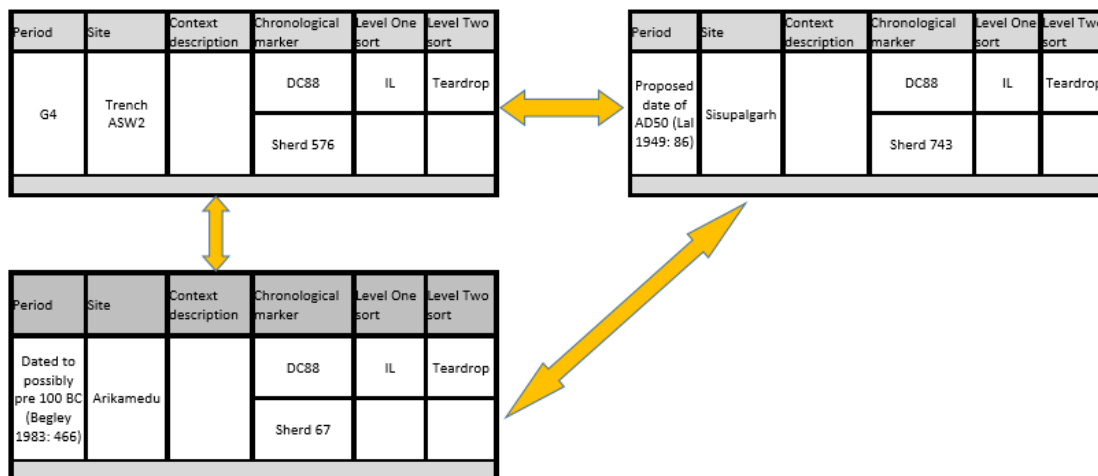 Period Site Context description Chronological marker Level One sort Level Two sort
G4 Trench ASW2 DC88 IL Teardrop
Sherd 576
Period Site Context description Chronological marker Level One sort Level Two sort
Proposed date of AD50 (Lal 1949: 86) Sisupalgarh DC88 IL Teardrop
Sherd 743
Period Site Context description Chronological marker Level One sort Level Two sort
Dated to possibly pre 100 BC (Begley 1983: 466) Arikamedu DC88 IL Teardrop
Sherd 67